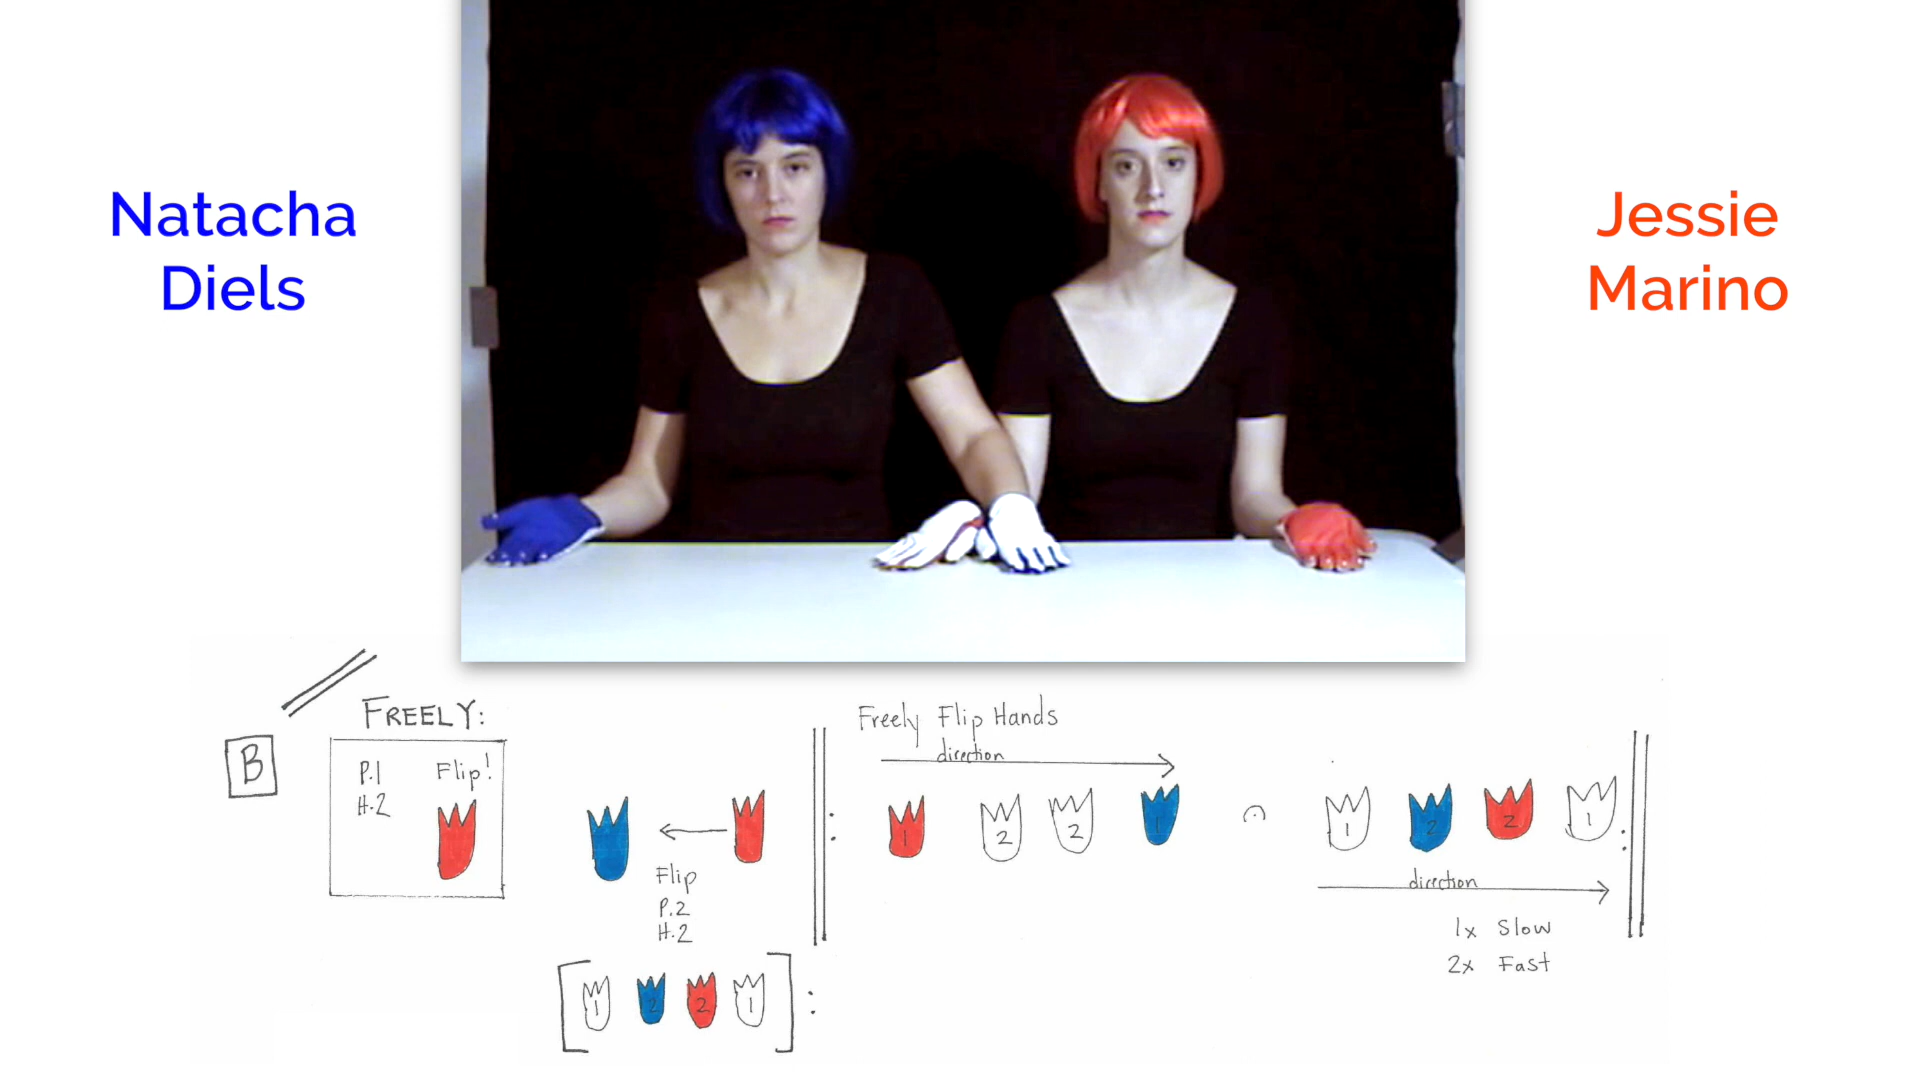 Natacha
Diels
Jessie
Marino
B
FREELY:
P.1
H.2
Flip!
Flip
P.2
H.2
1 2 2 1
Freely Flip Hands
direction
1 2 2 1
1 2 2 1
direction
1x Slow
2x Fast